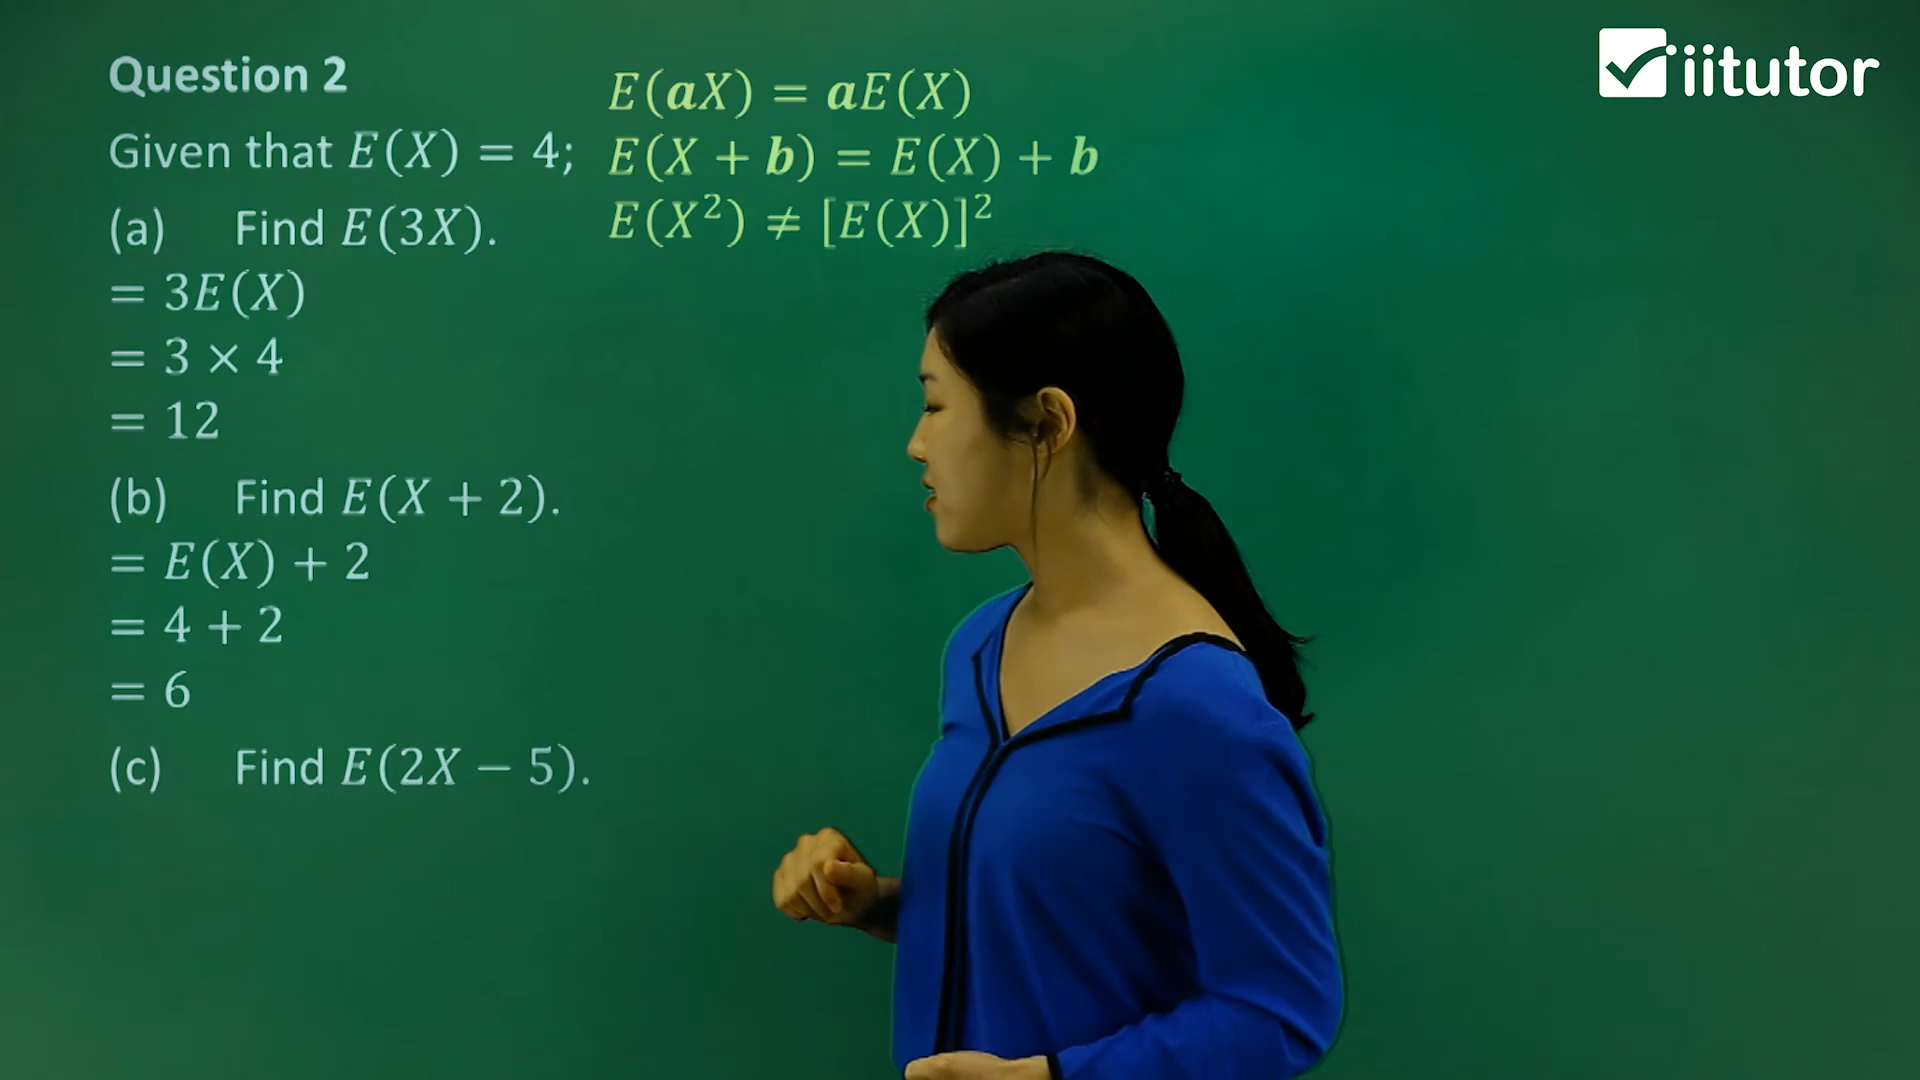 Question 2
Given that E(X) = 4;
(a) Find E(3X).
= 3E(X)
= 3 × 4
= 12
(b) Find E(X + 2).
= E(X) + 2
= 4 + 2
= 6
(c) Find E(2X − 5).
E(aX) = aE(X)
E(X + b) = E(X) + b
E(X²) ≠ [E(X)]²
iitutor